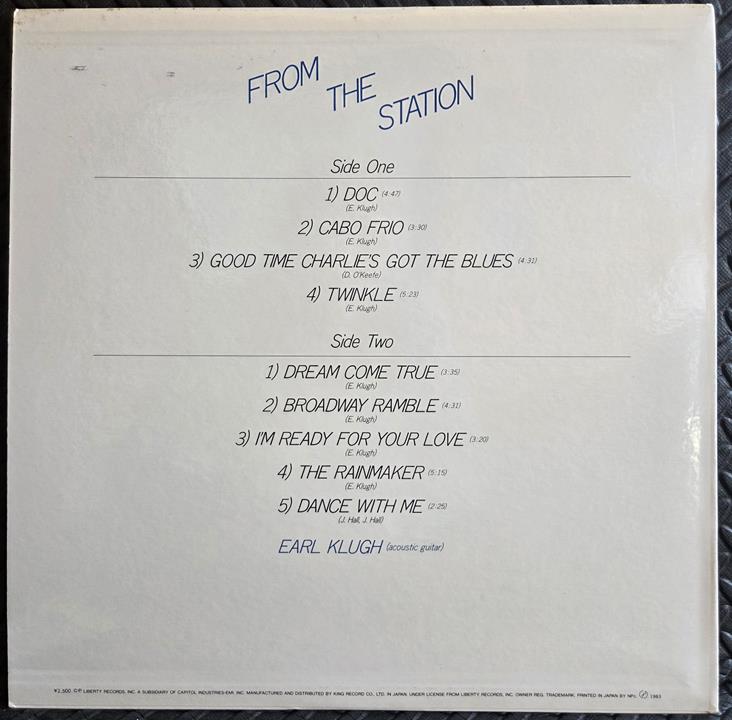 FROM
THE
STATION
Side One
1) DOC (4:47)
(E. Klugh)
2) CABO FRIO (3:30)
(E. Klugh)
3) GOOD TIME CHARLIE'S GOT THE BLUES (4:31)
(D. O'Keefe)
4) TWINKLE (5:23)
(E. Klugh)
Side Two
1) DREAM COME TRUE (3:35)
(E. Klugh)
2) BROADWAY RAMBLE (4:31)
(E. Klugh)
3) I'M READY FOR YOUR LOVE (3:20)
(E. Klugh)
4) THE RAINMAKER (5:15)
(E. Klugh)
5) DANCE WITH ME (2:25)
(J. Hall, J. Hall)
EARL KLUGH (acoustic guitar)
¥2,500 LIBERTY RECORDS, INC. A SUBSIDIARY OF CAPITOL INDUSTRIES-EMI, INC. MANUFACTURED AND DISTRIBUTED BY KING RECORD CO., LTD. IN JAPAN. UNDER LICENSE FROM LIBERTY RECORDS, INC. OWNER REG. TRADEMARK. PRINTED IN JAPAN BY 1983